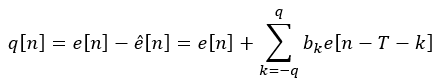 q[n] = e[n] − ê[n] = e[n] + ∑_{k=−q}^{q} b_k e[n − T − k]